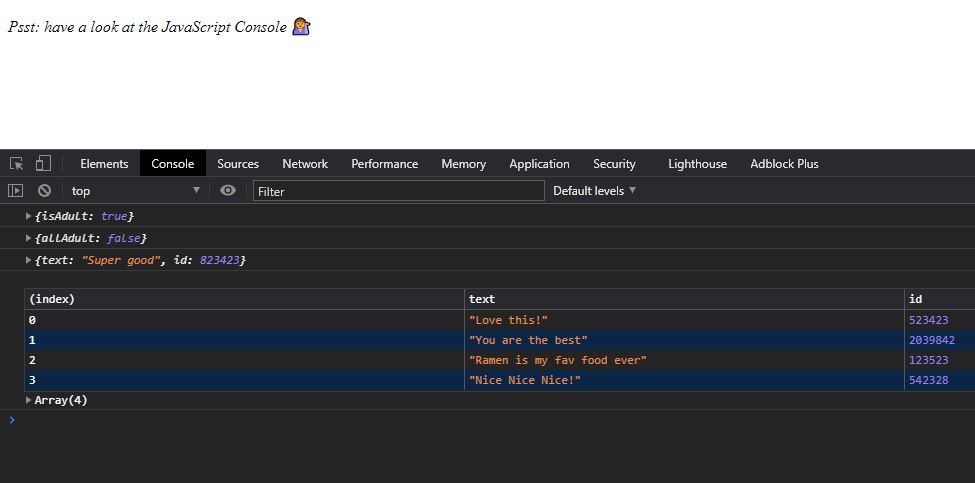 Psst: have a look at the JavaScript Console 💁
Elements Console Sources Network Performance Memory Application Security Lighthouse Adblock Plus
top Filter Default levels
{isAdult: true}
{allAdult: false}
{text: "Super good", id: 823423}
(index) text id
0 "Love this!" 523423
1 "You are the best" 2039842
2 "Ramen is my fav food ever" 123523
3 "Nice Nice Nice!" 542328
Array(4)